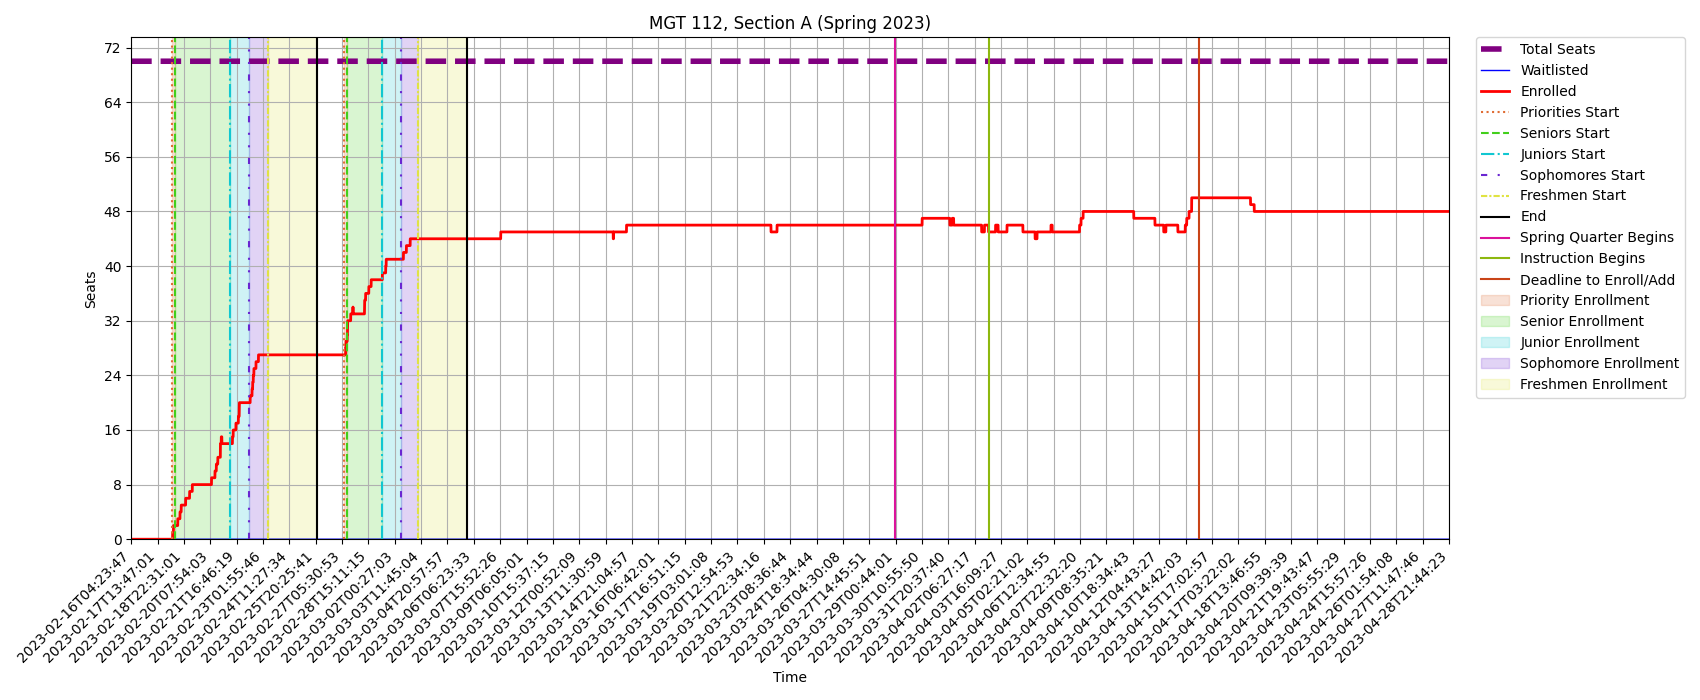 MGT 112, Section A (Spring 2023)
Seats
72
64
56
48
40
32
24
16
8
0
2023-02-16T04:23:47
2023-02-17T13:47:01
2023-02-18T22:31:01
2023-02-20T07:54:03
2023-02-21T16:46:19
2023-02-23T01:55:46
2023-02-24T11:27:34
2023-02-25T20:25:41
2023-02-27T05:30:53
2023-02-28T15:11:15
2023-03-02T00:27:03
2023-03-03T11:45:04
2023-03-04T20:57:57
2023-03-06T06:23:33
2023-03-07T15:52:26
2023-03-09T06:05:01
2023-03-10T15:37:15
2023-03-12T00:52:09
2023-03-13T11:30:59
2023-03-14T21:04:57
2023-03-16T06:42:01
2023-03-17T16:51:15
2023-03-19T03:01:08
2023-03-20T12:54:53
2023-03-21T22:34:16
2023-03-23T08:36:44
2023-03-24T18:34:44
2023-03-26T04:30:08
2023-03-27T14:45:51
2023-03-29T00:44:01
2023-03-30T10:55:50
2023-03-31T20:37:40
2023-04-02T06:27:17
2023-04-03T16:09:27
2023-04-05T02:21:02
2023-04-06T12:34:55
2023-04-07T22:32:20
2023-04-09T08:35:21
2023-04-10T18:34:43
2023-04-12T04:43:27
2023-04-13T14:42:03
2023-04-15T17:02:57
2023-04-17T03:22:02
2023-04-18T13:46:55
2023-04-20T09:39:39
2023-04-21T19:43:47
2023-04-23T05:55:29
2023-04-24T15:57:26
2023-04-26T01:54:08
2023-04-27T11:47:46
2023-04-28T21:44:23
Time
Total Seats
Waitlisted
Enrolled
Priorities Start
Seniors Start
Juniors Start
Sophomores Start
Freshmen Start
End
Spring Quarter Begins
Instruction Begins
Deadline to Enroll/Add
Priority Enrollment
Senior Enrollment
Junior Enrollment
Sophomore Enrollment
Freshmen Enrollment